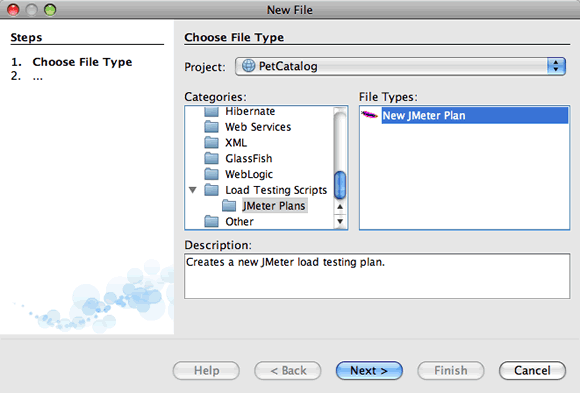 New File
Steps
1. Choose File Type
2. ...
Choose File Type
Project: PetCatalog
Categories:
Hibernate
Web Services
XML
GlassFish
WebLogic
Load Testing Scripts
JMeter Plans
Other
File Types:
New JMeter Plan
Description:
Creates a new JMeter load testing plan.
Help
< Back
Next >
Finish
Cancel